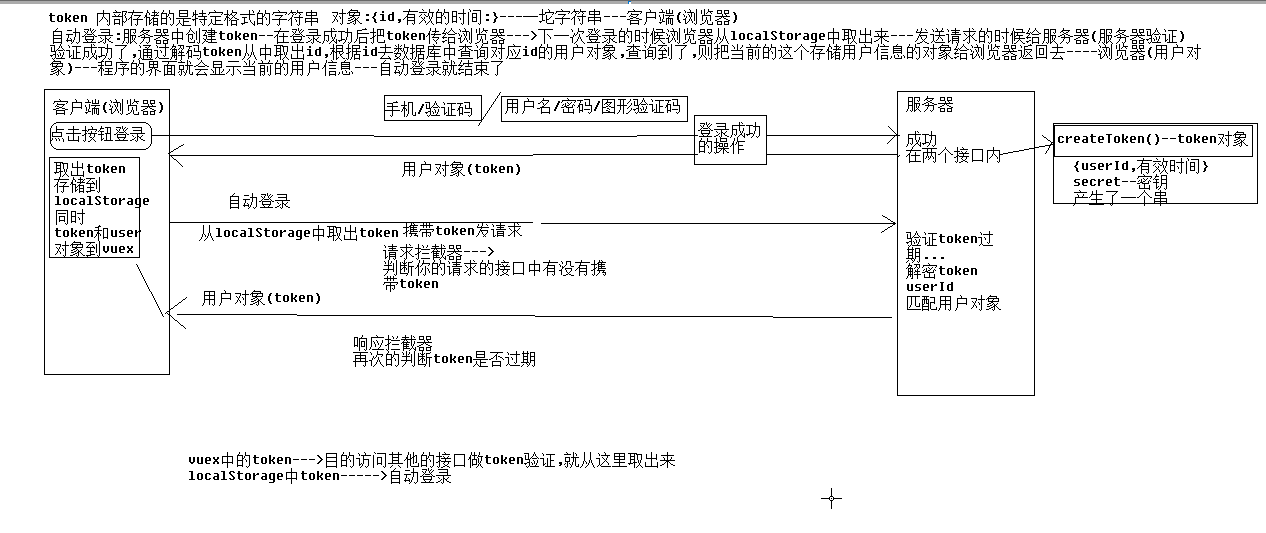 token 内部存储的是特定格式的字符串 对象:{id,有效的时间:}-----一坨字符串---客户端(浏览器)
自动登录:服务器中创建token--在登录成功后把token传给浏览器--->下一次登录的时候浏览器从localStorage中取出来---发送请求的时候给服务器(服务器验证)
验证成功了,通过解码token从中取出id,根据id去数据库中查询对应id的用户对象,查询到了,则把当前的这个存储用户信息的对象给浏览器返回去----浏览器(用户对
象)---程序的界面就会显示当前的用户信息---自动登录就结束了
客户端(浏览器)
点击按钮登录
手机/验证码
用户名/密码/图形验证码
登录成功
的操作
服务器
成功
在两个接口内
createToken()--token对象
{userId,有效时间}
secret--密钥
产生了一个串
用户对象(token)
取出token
存储到
localStorage
同时
token和user
对象到vuex
自动登录
从localStorage中取出token 携带token发请求
请求拦截器--->
判断你的请求的接口中有没有携
带token
验证token过
期...
解密token
userId
匹配用户对象
用户对象(token)
响应拦截器
再次的判断token是否过期
vuex中的token--->目的访问其他的接口做token验证,就从这里取出来
localStorage中token----->自动登录